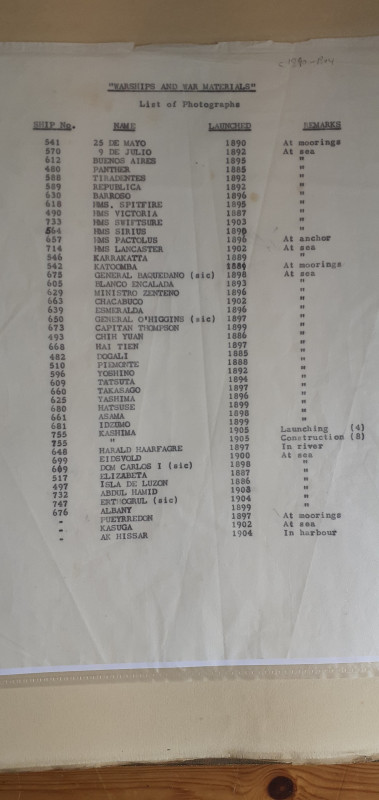 "WARSHIPS AND WAR MATERIALS"
List of Photographs
SHIP No. NAME LAUNCHED REMARKS
541 25 DE MAYO 1890 At moorings
570 9 DE JULIO 1892 At sea
612 BUENOS AIRES 1895 "
480 PANTHER 1885 "
588 TIRADENTES 1892 "
589 REPUBLICA 1892 "
630 BARBOSO 1896 "
618 HMS. SPITFIRE 1895 "
490 HMS VICTORIA 1887 "
733 HMS SWIFTSURE 1903 "
564 HMS SIRIUS 1890 "
657 HMS PACTOLUS 1896 At anchor
714 HMS LANCASTER 1902 At sea
546 KARRAKATTA 1889 "
542 KATOOMBA 1889 At moorings
675 GENERAL BAQUEDANO (sic) 1898 At sea
605 BLANCO ENCALADA 1893 "
629 MINISTRO ZENTENO 1896 "
663 CHACABUCO 1902 "
639 ESMERALDA 1896 "
650 GENERAL O'HIGGINS (sic) 1897 "
673 CAPITAN THOMPSON 1899 "
493 CHIH YUAN 1886 "
668 HAI TIEN 1897 "
482 DOGALI 1885 "
510 PIEMONTE 1888 "
596 YOSHINO 1892 "
609 TATSUTA 1894 "
660 TAKASAGO 1897 "
625 YASHIMA 1896 "
680 HATSUSE 1899 "
661 ASAMA 1898 "
681 IDZUMO 1899 "
755 KASHIMA 1905 Launching (4)
755 " 1905 Construction (8)
648 HARALD HAARFAGRE 1897 In river
699 EIDSVOLD 1900 At sea
609 DOM CARLOS I (sic) 1898 "
517 ELIZABETA 1887 "
497 ISLA DE LUZON 1886 "
732 ABDUL HAMID 1903 "
747 ENTROGRUL (sic) 1904 "
676 ALBANY 1899 "
- PUEYRREDON 1897 At moorings
- KASUGA 1902 At sea
- AK HISSAR 1904 In harbour